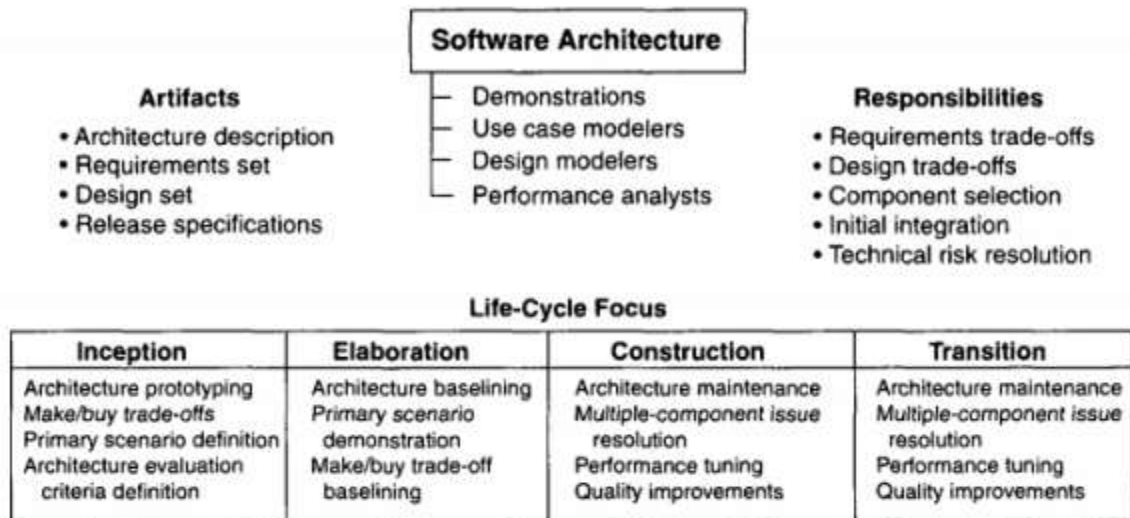 Software Architecture
Artifacts
• Architecture description
• Requirements set
• Design set
• Release specifications
Demonstrations
Use case modelers
Design modelers
Performance analysts
Responsibilities
• Requirements trade-offs
• Design trade-offs
• Component selection
• Initial integration
• Technical risk resolution
Life-Cycle Focus
Inception
Architecture prototyping
Make/buy trade-offs
Primary scenario definition
Architecture evaluation
criteria definition
Elaboration
Architecture baselining
Primary scenario
demonstration
Make/buy trade-off
baselining
Construction
Architecture maintenance
Multiple-component issue
resolution
Performance tuning
Quality improvements
Transition
Architecture maintenance
Multiple-component issue
resolution
Performance tuning
Quality improvements